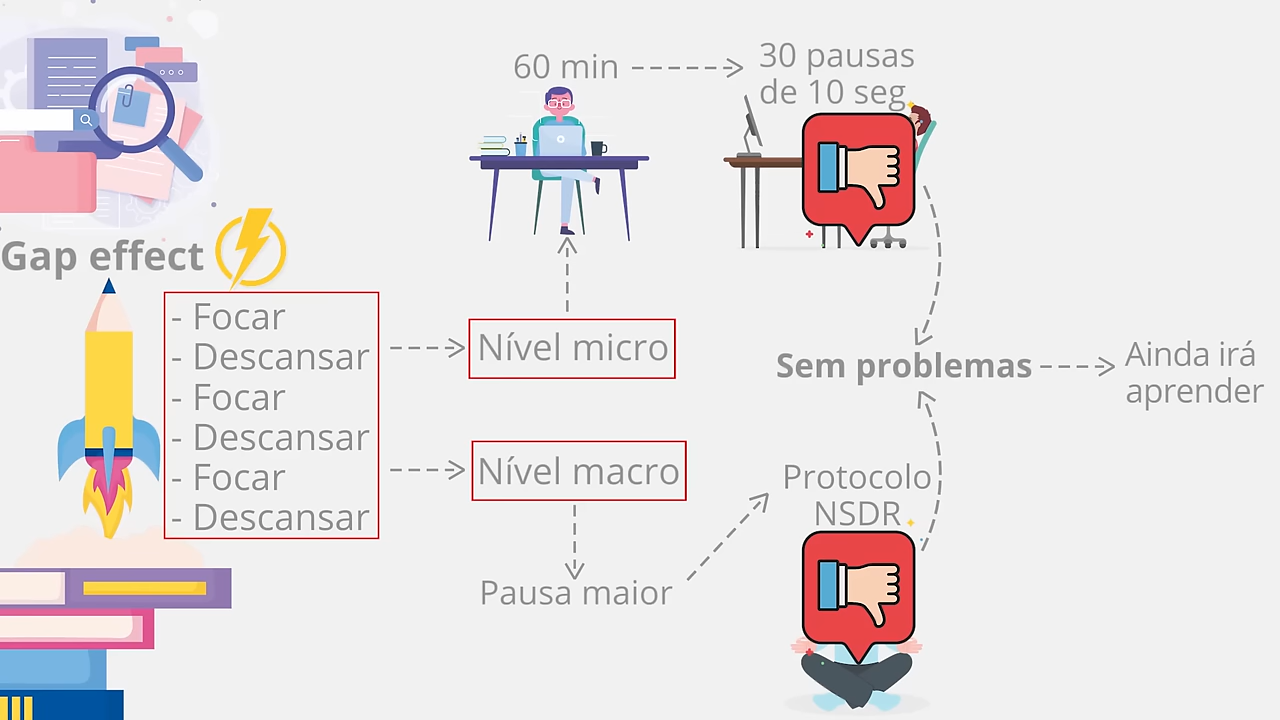 60 min
30 pausas
de 10 seg
Gap effect
- Focar
- Descansar
- Focar
- Descansar
- Focar
- Descansar
Nível micro
Sem problemas
Ainda irá
aprender
Nível macro
Protocolo
NSDR
Pausa maior